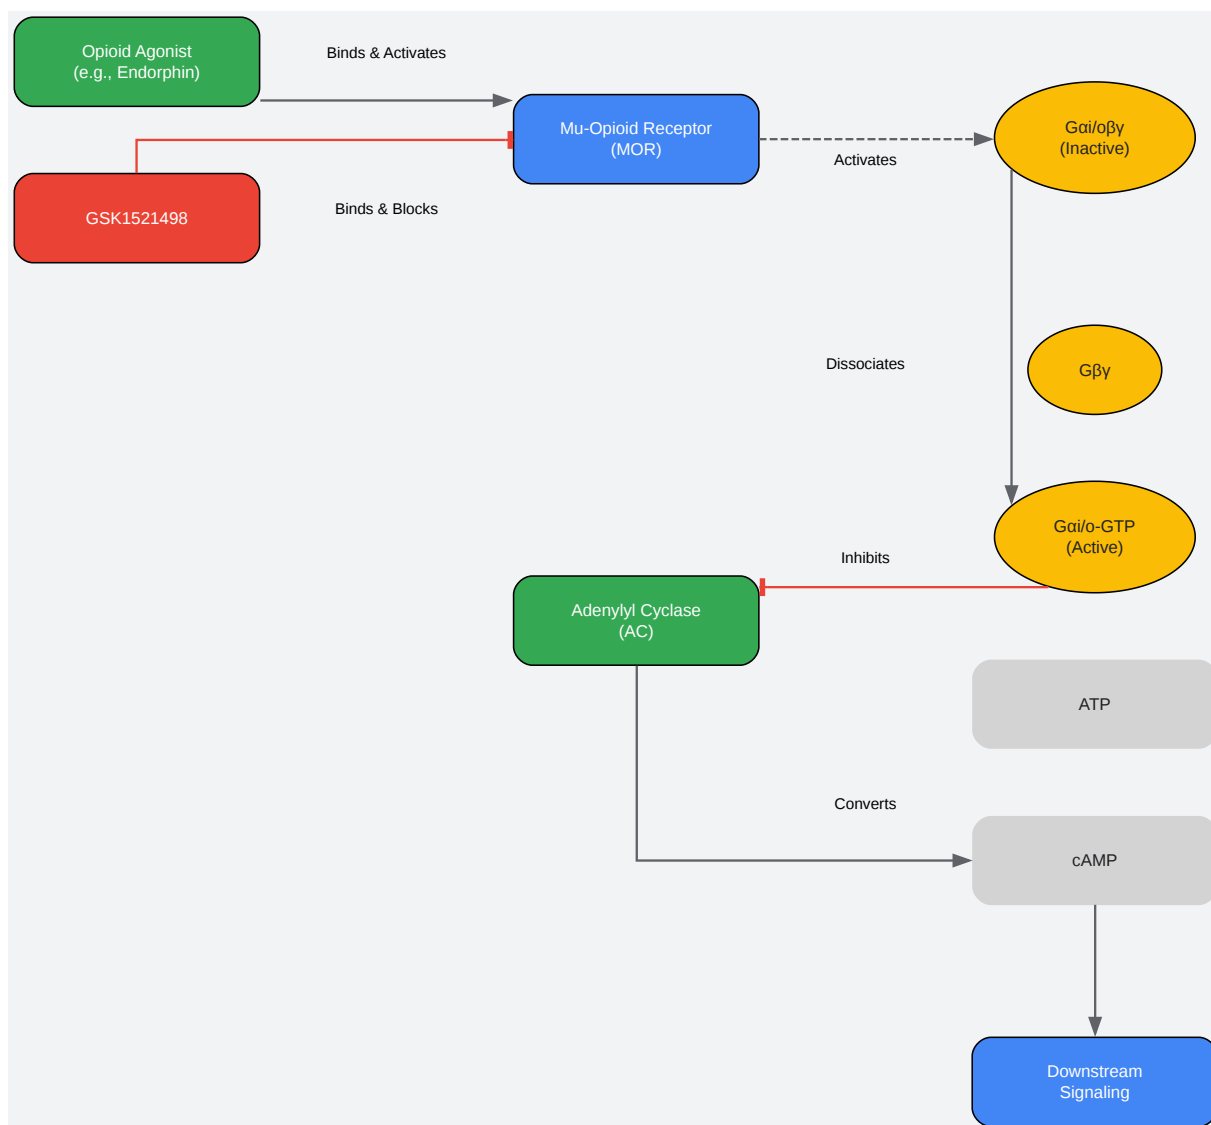 Opioid Agonist
(e.g., Endorphin)
Binds & Activates
Mu-Opioid Receptor
(MOR)
Activates
Gαi/oβγ
(Inactive)
GSK1521498
Binds & Blocks
Dissociates
Gβγ
Gαi/o-GTP
(Active)
Inhibits
Adenylyl Cyclase
(AC)
ATP
Converts
cAMP
Downstream
Signaling